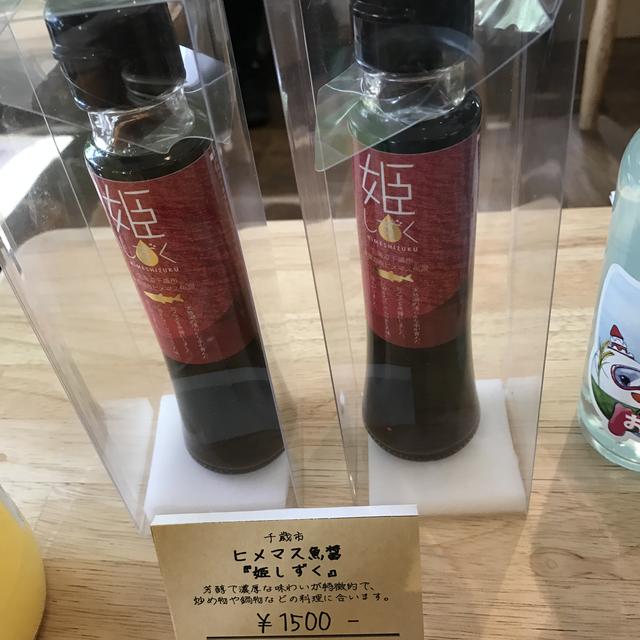 姫
しずく
HIMESHIZUKU
姫
しずく
HIMESHIZUKU
お
千歳市
ヒメマス魚醤
『姫しずく』
芳醇で濃厚な味わいが特徴的で、
炒め物や鍋物などの料理に合います。
￥1500-